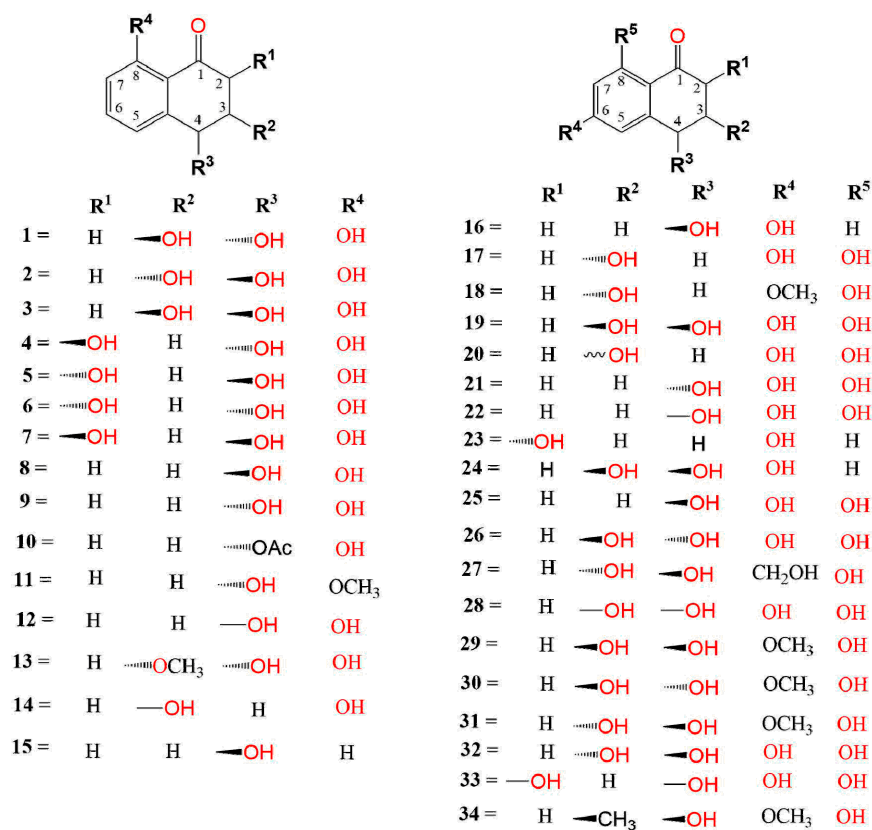 R⁴ O
R¹
8 1
7 2
6 3
5 4
R²
R³
R¹ R² R³ R⁴
1 = H OH OH OH
2 = H OH OH OH
3 = H OH OH OH
4 = OH H OH OH
5 = OH H OH OH
6 = OH H OH OH
7 = OH H OH OH
8 = H H OH OH
9 = H H OH OH
10 = H H OAc OH
11 = H H OH OCH₃
12 = H H OH OH
13 = H OCH₃ OH OH
14 = H OH H OH
15 = H H OH H
R⁵ O
R¹
8 1
7 2
6 3
R⁴ 5 4
R²
R³
R¹ R² R³ R⁴ R⁵
16 = H H OH OH H
17 = H OH H OH OH
18 = H OH H OCH₃ OH
19 = H OH OH OH OH
20 = H OH H OH OH
21 = H H OH OH OH
22 = H H OH OH OH
23 = OH H H OH H
24 = H OH OH OH H
25 = H H OH OH OH
26 = H OH OH OH OH
27 = H OH OH CH₂OH OH
28 = H OH OH OH OH
29 = H OH OH OCH₃ OH
30 = H OH OH OCH₃ OH
31 = H OH OH OCH₃ OH
32 = H OH OH OH OH
33 = OH H OH OH OH
34 = H CH₃ OH OCH₃ OH